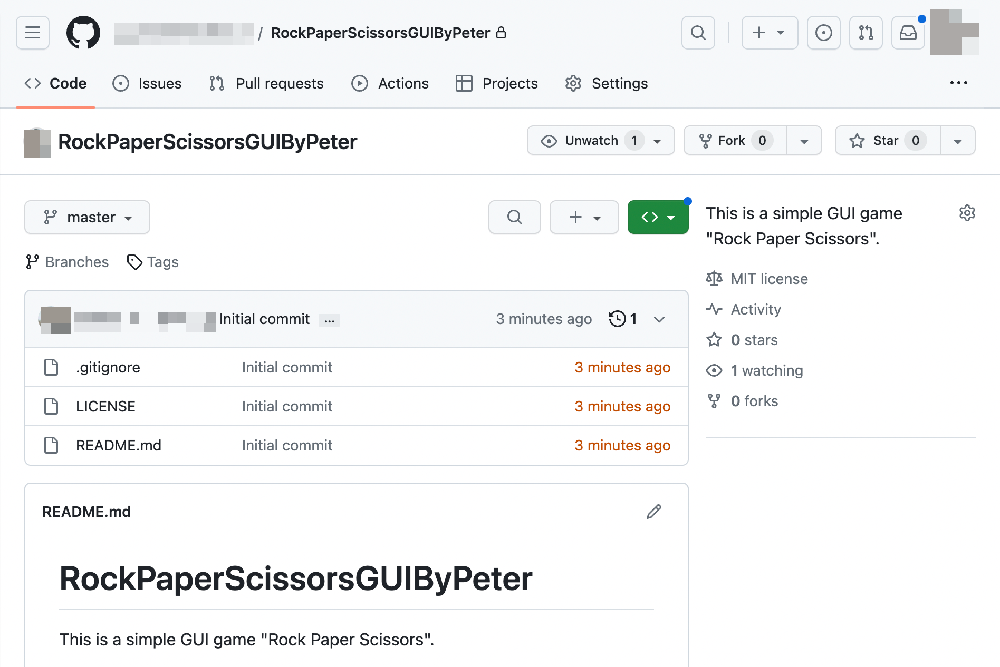 / RockPaperScissorsGUIByPeter
Code Issues Pull requests Actions Projects Settings
RockPaperScissorsGUIByPeter Unwatch 1 Fork 0 Star 0
master
Branches Tags
Initial commit ... 3 minutes ago 1
.gitignore Initial commit 3 minutes ago
LICENSE Initial commit 3 minutes ago
README.md Initial commit 3 minutes ago
This is a simple GUI game
"Rock Paper Scissors".
MIT license
Activity
0 stars
1 watching
0 forks
README.md
RockPaperScissorsGUIByPeter
This is a simple GUI game "Rock Paper Scissors".